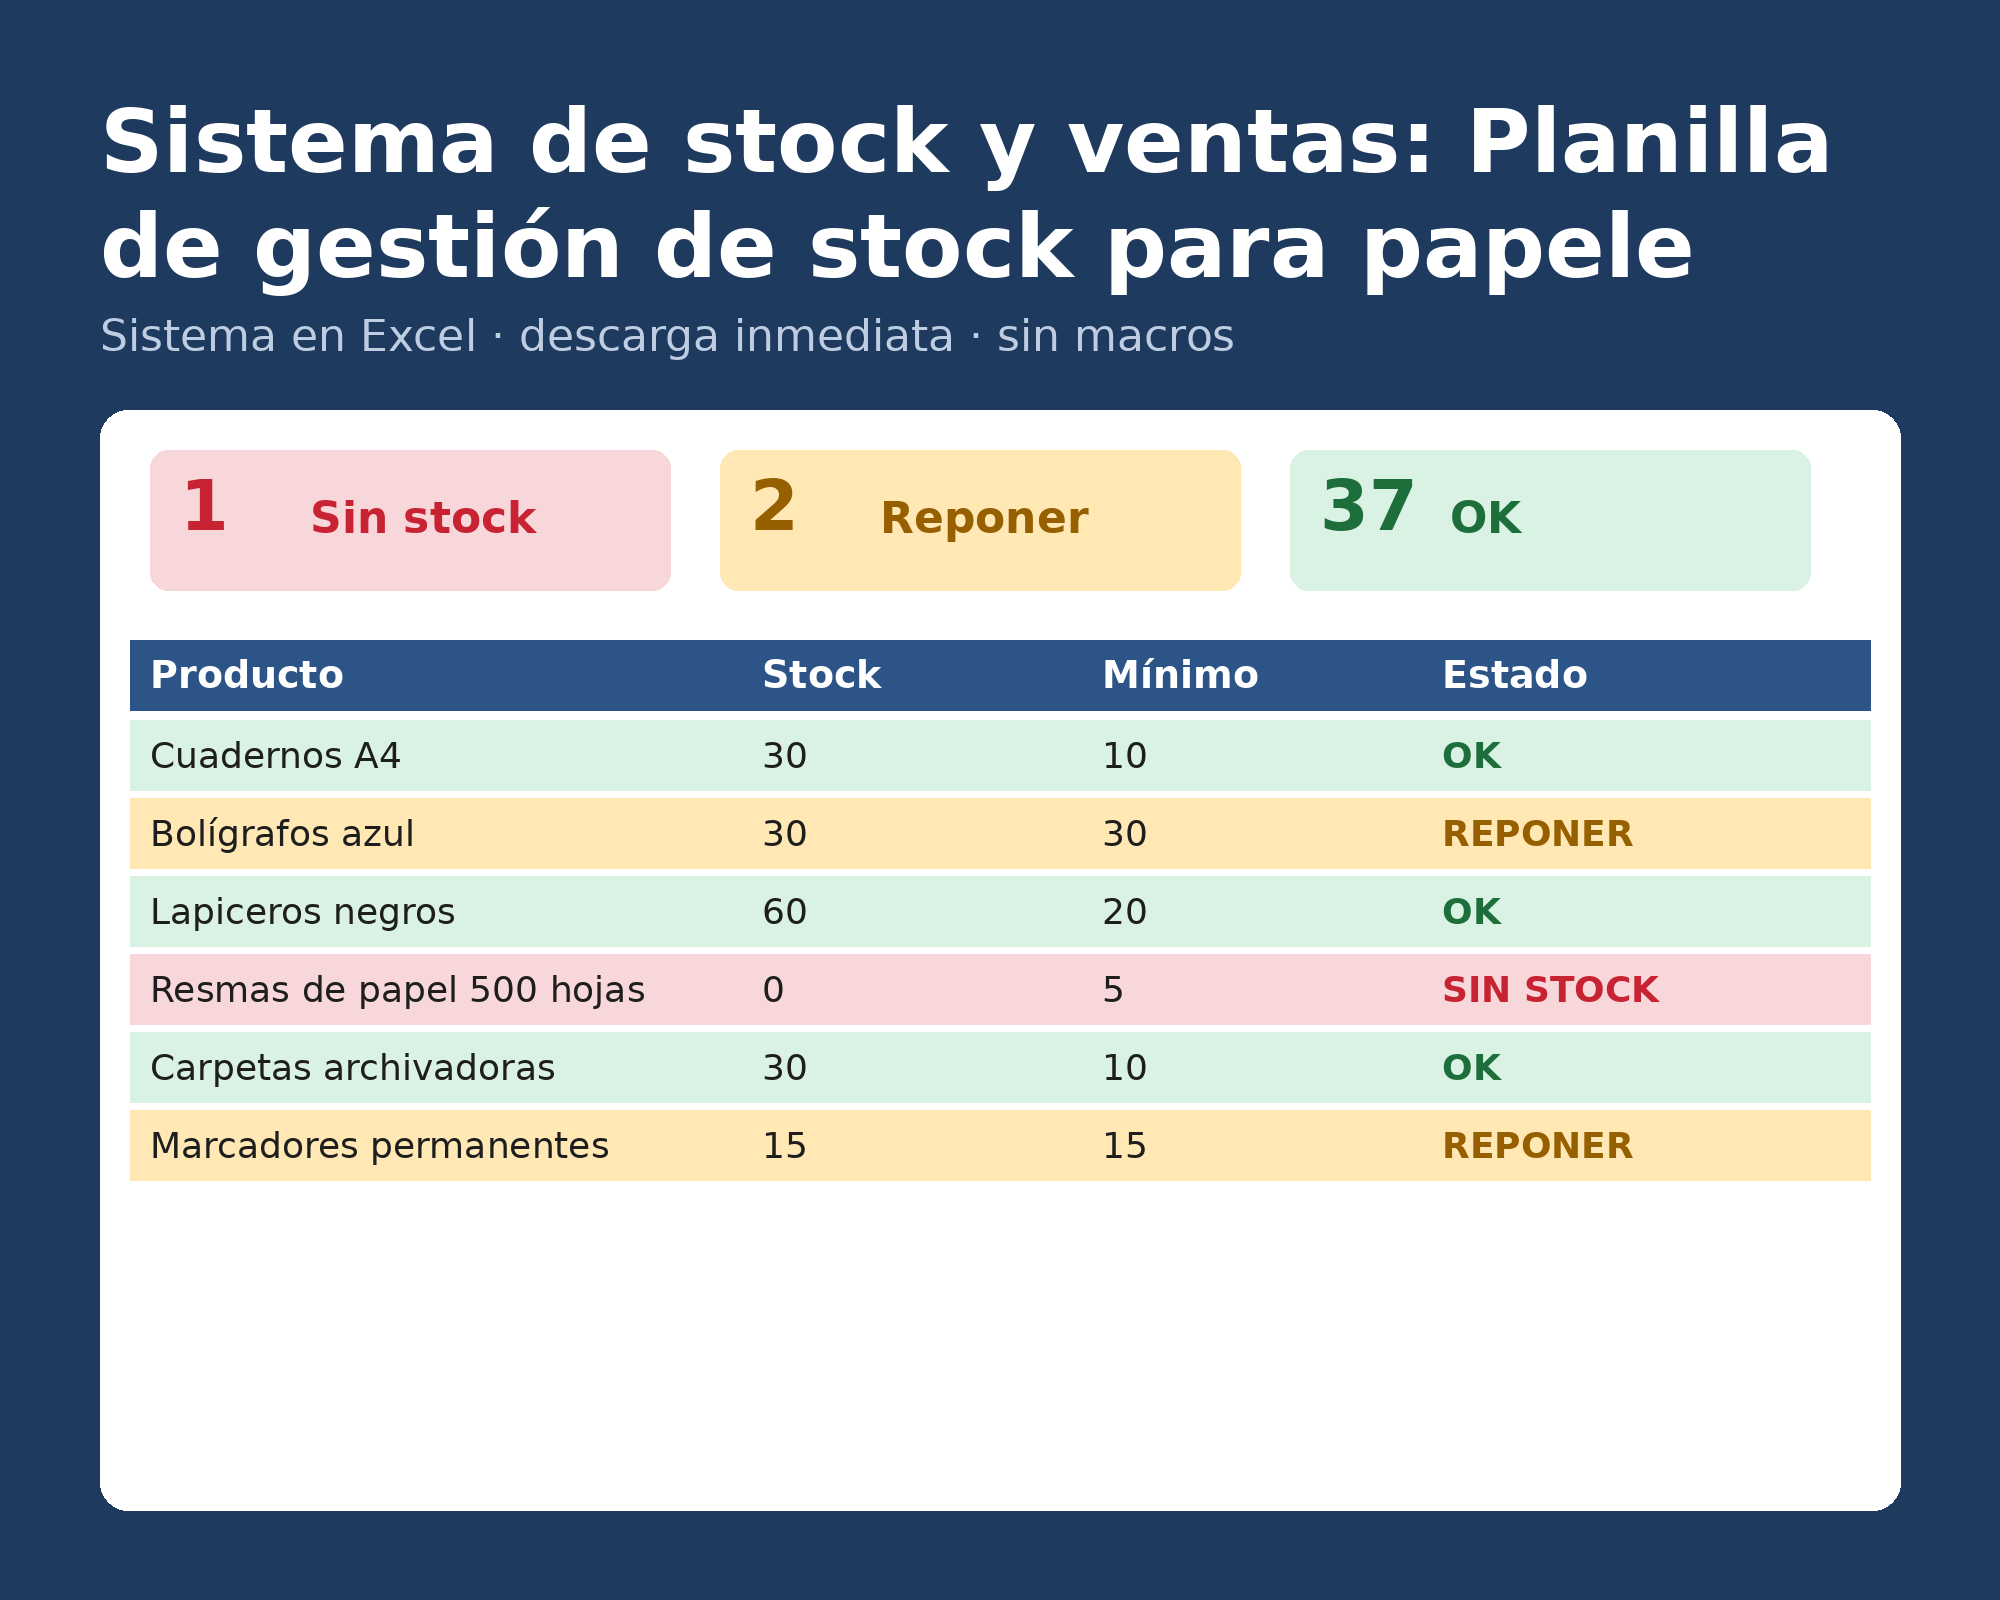 Sistema de stock y ventas: Planilla
de gestión de stock para papele
Sistema en Excel · descarga inmediata · sin macros
1 Sin stock 2 Reponer 37 OK
Producto Stock Mínimo Estado
Cuadernos A4 30 10 OK
Bolígrafos azul 30 30 REPONER
Lapiceros negros 60 20 OK
Resmas de papel 500 hojas 0 5 SIN STOCK
Carpetas archivadoras 30 10 OK
Marcadores permanentes 15 15 REPONER